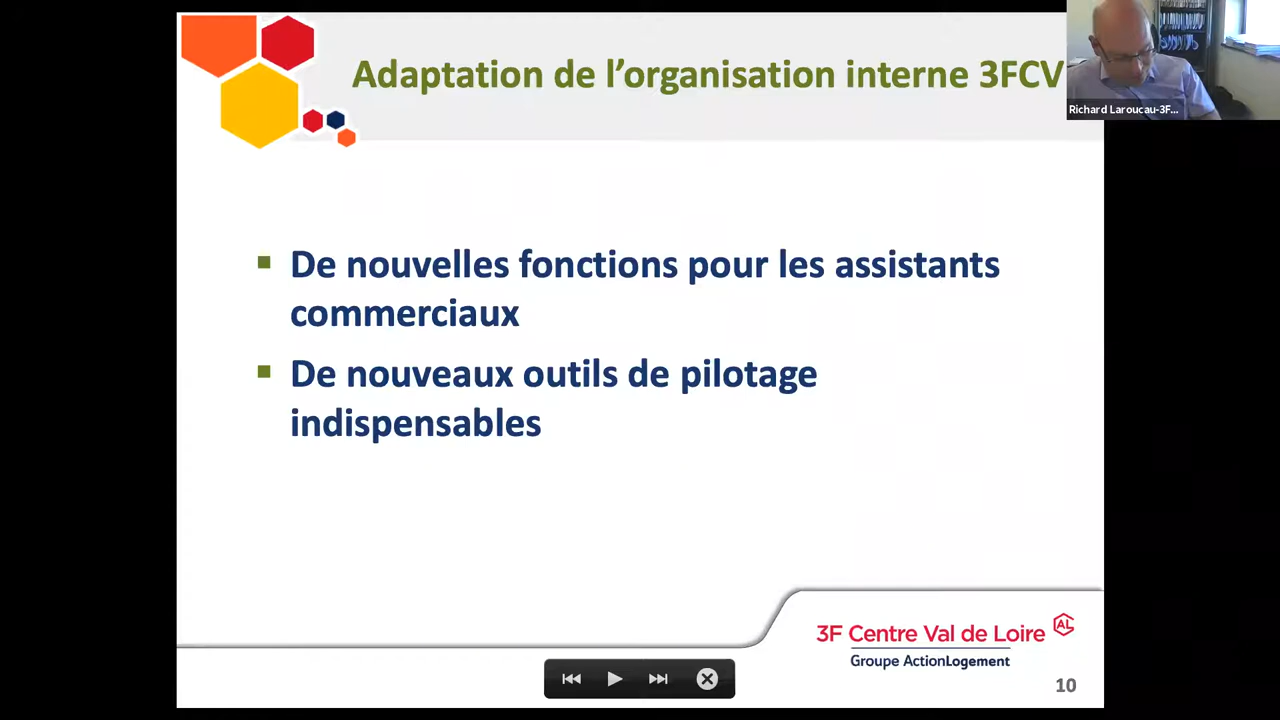 Adaptation de l’organisation interne 3FCV
Richard Laroucau-3F...
De nouvelles fonctions pour les assistants
commerciaux
De nouveaux outils de pilotage
indispensables
3F Centre Val de Loire
AL
Groupe ActionLogement
10